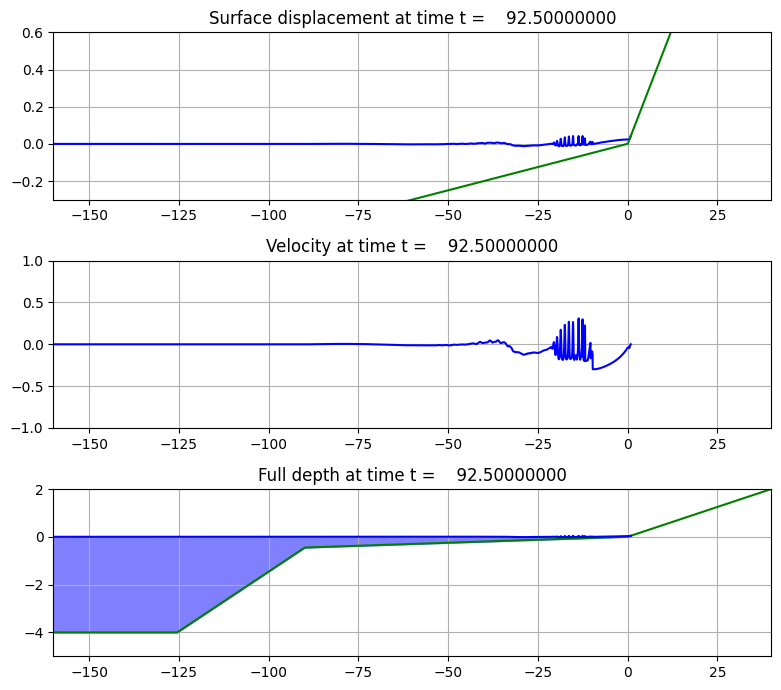 Surface displacement at time t =    92.50000000
0.6
0.4
0.2
0.0
−0.2
−150 −125 −100 −75 −50 −25 0 25
Velocity at time t =    92.50000000
1.0
0.5
0.0
−0.5
−1.0
−150 −125 −100 −75 −50 −25 0 25
Full depth at time t =    92.50000000
2
0
−2
−4
−150 −125 −100 −75 −50 −25 0 25